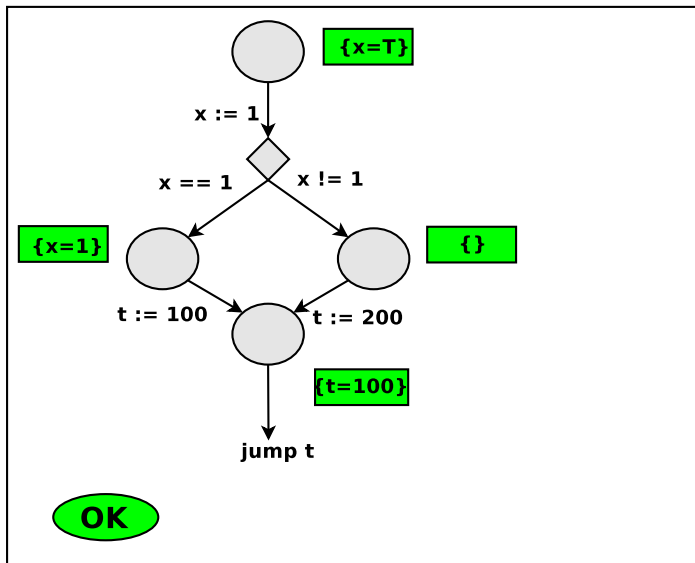 {x=T}
x := 1
x == 1
x != 1
{x=1}
{}
t := 100
t := 200
{t=100}
jump t
OK